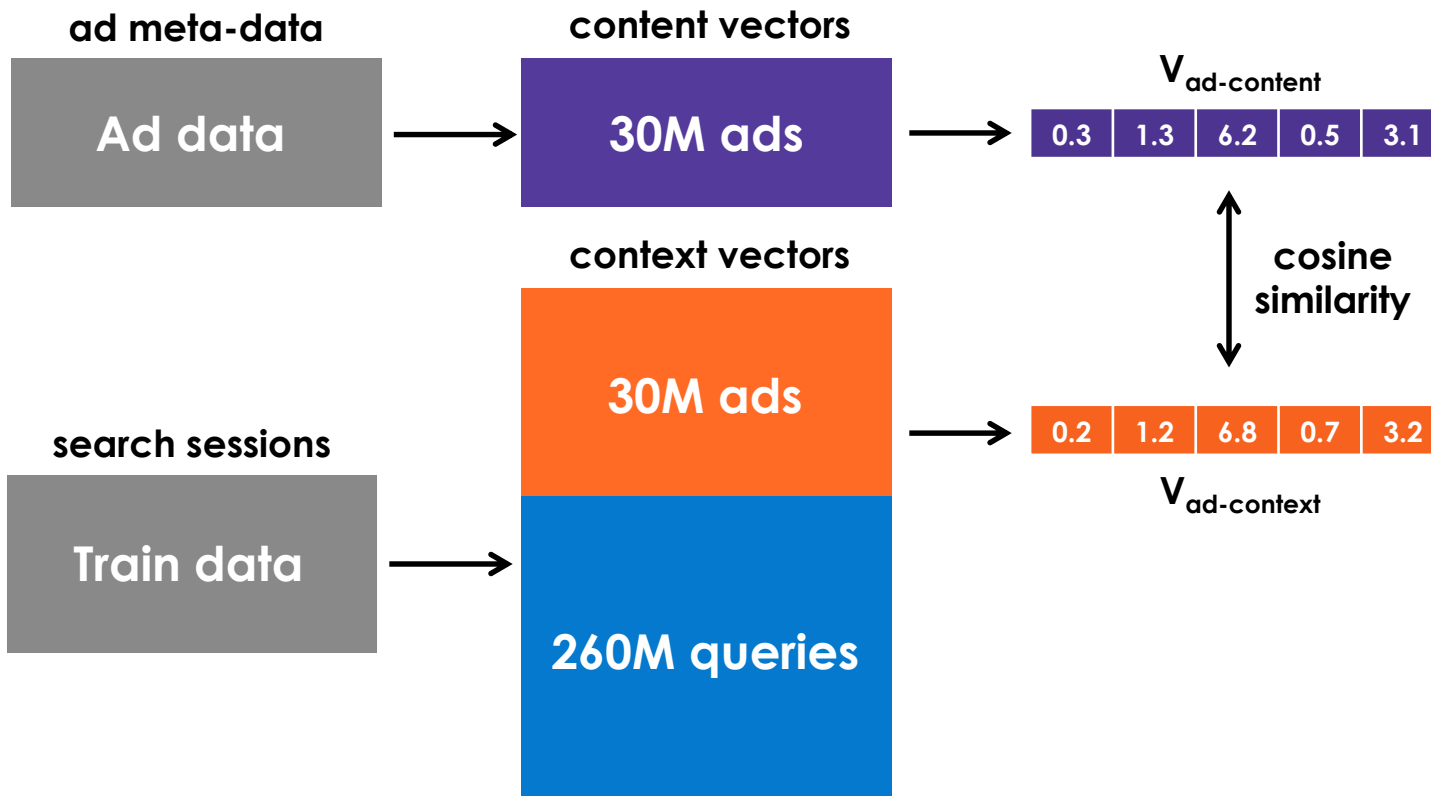 ad meta-data
Ad data
content vectors
30M ads
V ad-content
0.3 1.3 6.2 0.5 3.1
cosine
similarity
context vectors
30M ads
0.2 1.2 6.8 0.7 3.2
V ad-context
search sessions
Train data
260M queries